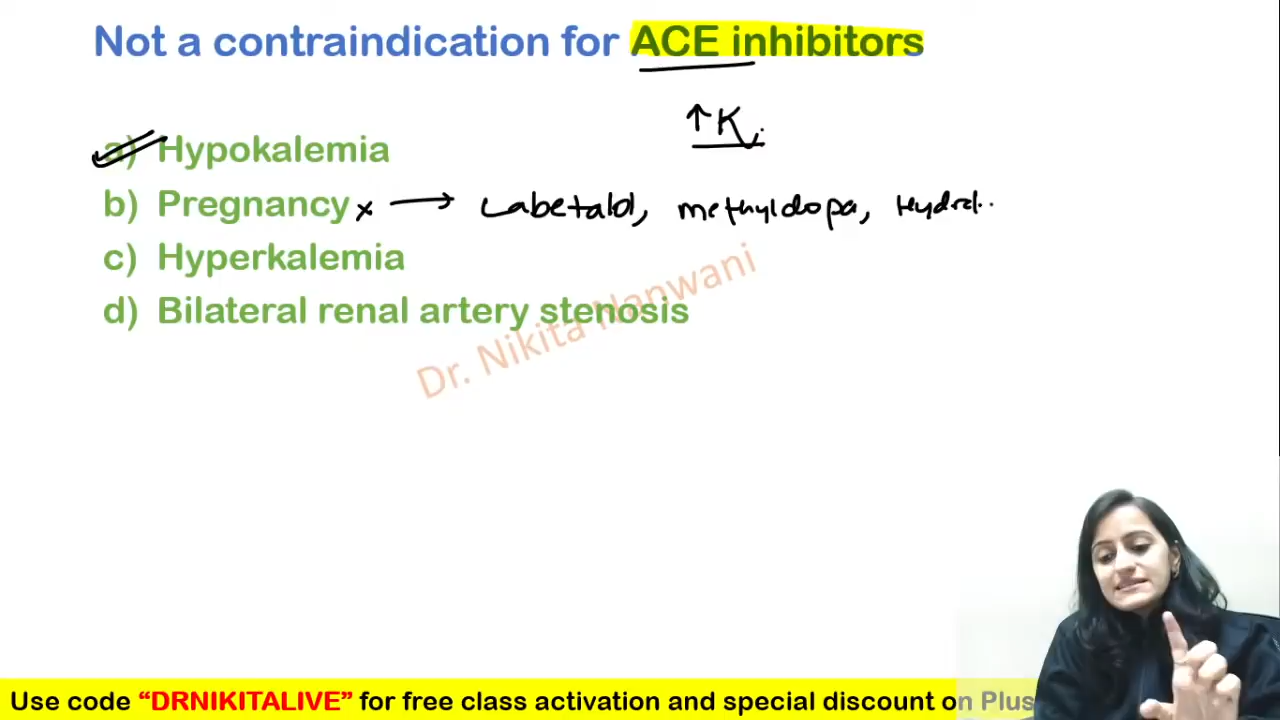 Not a contraindication for ACE inhibitors
↑K
a) Hypokalemia
b) Pregnancy x → Labetalol, methyldopa, Hydral..
c) Hyperkalemia
d) Bilateral renal artery stenosis
Dr. Nikita Nanwani
Use code “DRNIKITALIVE” for free class activation and special discount on Plus